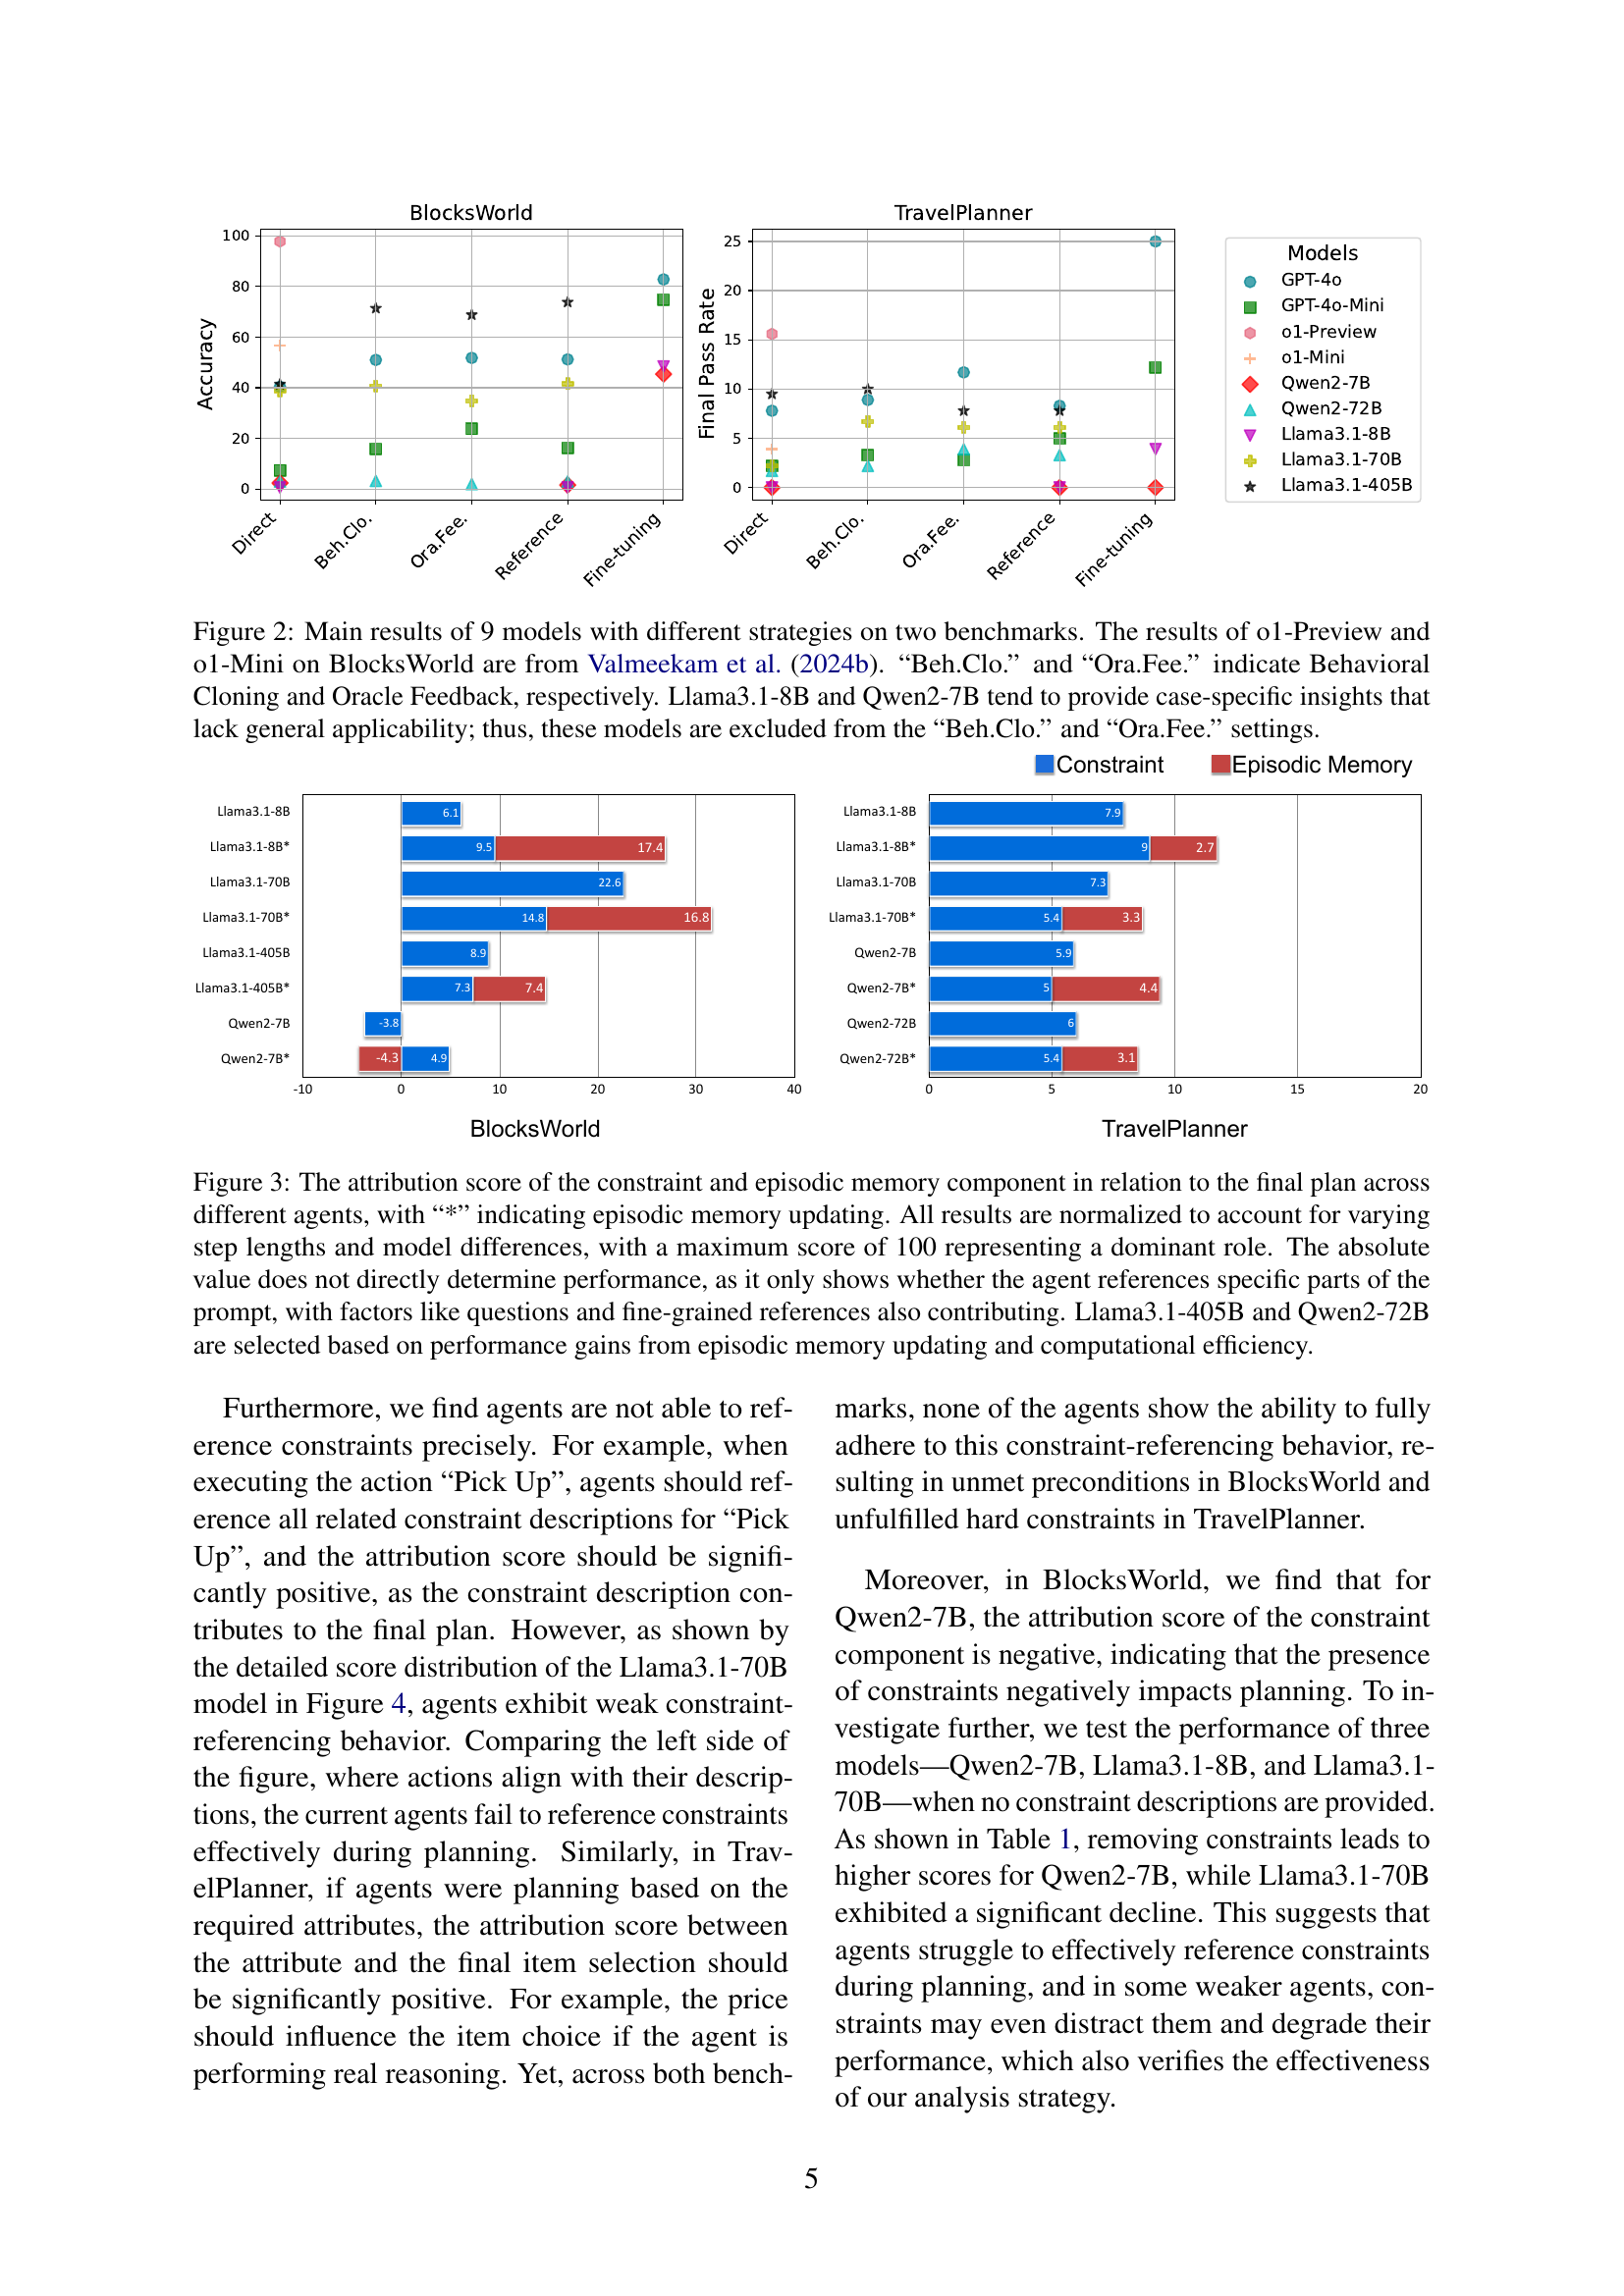 BlocksWorld
100
80
60
40
20
0
Accuracy
Direct
Beh.Clo.
Ora.Fee.
Reference
Fine-tuning
TravelPlanner
25
20
15
10
5
0
Final Pass Rate
Direct
Beh.Clo.
Ora.Fee.
Reference
Fine-tuning
Models
GPT-4o
GPT-4o-Mini
o1-Preview
o1-Mini
Qwen2-7B
Qwen2-72B
Llama3.1-8B
Llama3.1-70B
Llama3.1-405B
Figure 2: Main results of 9 models with different strategies on two benchmarks. The results of o1-Preview and
o1-Mini on BlocksWorld are from Valmeekam et al. (2024b). “Beh.Clo.” and “Ora.Fee.” indicate Behavioral
Cloning and Oracle Feedback, respectively. Llama3.1-8B and Qwen2-7B tend to provide case-specific insights that
lack general applicability; thus, these models are excluded from the “Beh.Clo.” and “Ora.Fee.” settings.
Constraint Episodic Memory
Llama3.1-8B 6.1
Llama3.1-8B* 9.5 17.4
Llama3.1-70B 22.6
Llama3.1-70B* 14.8 16.8
Llama3.1-405B 8.9
Llama3.1-405B* 7.3 7.4
Qwen2-7B -3.8
Qwen2-7B* -4.3 4.9
-10 0 10 20 30 40
BlocksWorld
Llama3.1-8B 7.9
Llama3.1-8B* 9 2.7
Llama3.1-70B 7.3
Llama3.1-70B* 5.4 3.3
Qwen2-7B 5.9
Qwen2-7B* 5 4.4
Qwen2-72B 6
Qwen2-72B* 5.4 3.1
0 5 10 15 20
TravelPlanner
Figure 3: The attribution score of the constraint and episodic memory component in relation to the final plan across
different agents, with “*” indicating episodic memory updating. All results are normalized to account for varying
step lengths and model differences, with a maximum score of 100 representing a dominant role. The absolute
value does not directly determine performance, as it only shows whether the agent references specific parts of the
prompt, with factors like questions and fine-grained references also contributing. Llama3.1-405B and Qwen2-72B
are selected based on performance gains from episodic memory updating and computational efficiency.
Furthermore, we find agents are not able to ref-
erence constraints precisely. For example, when
executing the action “Pick Up”, agents should ref-
erence all related constraint descriptions for “Pick
Up”, and the attribution score should be signifi-
cantly positive, as the constraint description con-
tributes to the final plan. However, as shown by
the detailed score distribution of the Llama3.1-70B
model in Figure 4, agents exhibit weak constraint-
referencing behavior. Comparing the left side of
the figure, where actions align with their descrip-
tions, the current agents fail to reference constraints
effectively during planning. Similarly, in Trav-
elPlanner, if agents were planning based on the
required attributes, the attribution score between
the attribute and the final item selection should
be significantly positive. For example, the price
should influence the item choice if the agent is
performing real reasoning. Yet, across both bench-
marks, none of the agents show the ability to fully
adhere to this constraint-referencing behavior, re-
sulting in unmet preconditions in BlocksWorld and
unfulfilled hard constraints in TravelPlanner.
Moreover, in BlocksWorld, we find that for
Qwen2-7B, the attribution score of the constraint
component is negative, indicating that the presence
of constraints negatively impacts planning. To in-
vestigate further, we test the performance of three
models—Qwen2-7B, Llama3.1-8B, and Llama3.1-
70B—when no constraint descriptions are provided.
As shown in Table 1, removing constraints leads to
higher scores for Qwen2-7B, while Llama3.1-70B
exhibited a significant decline. This suggests that
agents struggle to effectively reference constraints
during planning, and in some weaker agents, con-
straints may even distract them and degrade their
performance, which also verifies the effectiveness
of our analysis strategy.
5